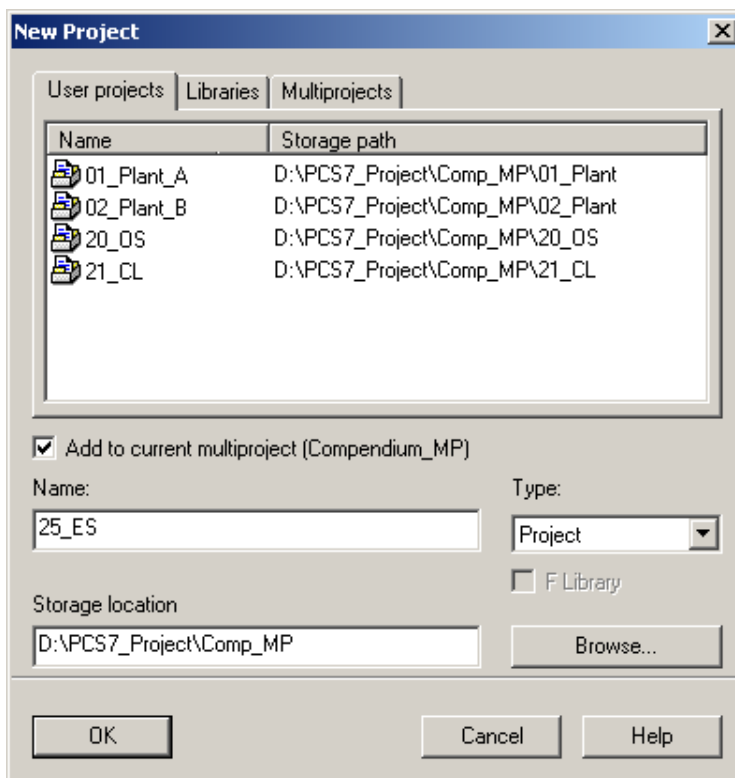 New Project
User projects Libraries Multiprojects
Name Storage path
01_Plant_A D:\PCS7_Project\Comp_MP\01_Plant
02_Plant_B D:\PCS7_Project\Comp_MP\02_Plant
20_OS D:\PCS7_Project\Comp_MP\20_OS
21_CL D:\PCS7_Project\Comp_MP\21_CL
Add to current multiproject (Compendium_MP)
Name: Type:
25_ES Project
F Library
Storage location
D:\PCS7_Project\Comp_MP Browse...
OK Cancel Help